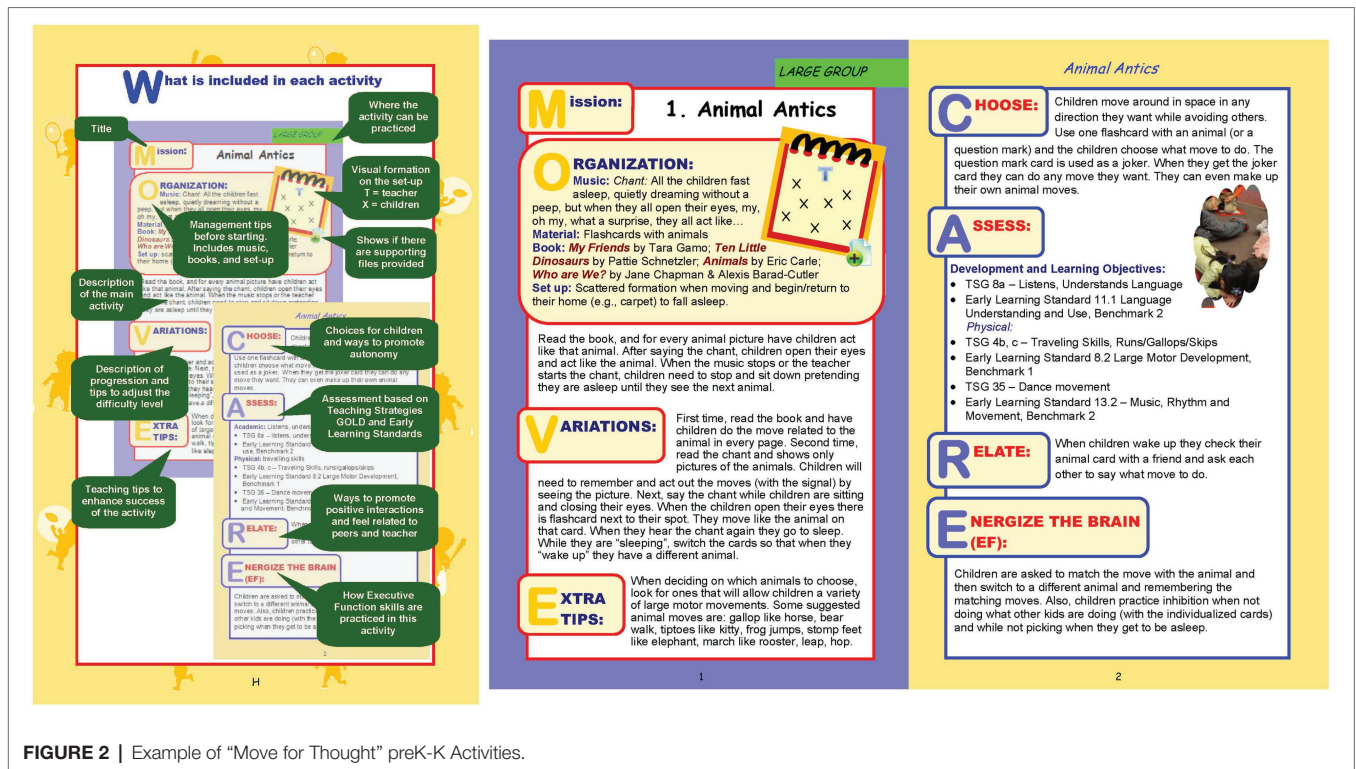 What is included in each activity
Title
Where the
activity can be
practiced
Visual formation
on the set-up
T = teacher
X = children
Shows if there
are supporting
files provided
Management tips
before starting.
Includes music,
books, and set-up
Description
of the main
activity
Description of
progression and
tips to adjust the
difficulty level
Teaching tips to
enhance success
of the activity
Choices for children
and ways to promote
autonomy
Assessment based on
Teaching Strategies
GOLD and Early
Learning Standards
Ways to promote
positive interactions
and feel related to
peers and teacher
How Executive
Function skills are
practiced in this
activity
LARGE GROUP
Mission:
Animal Antics
ORGANIZATION:
Music: Chant: All the children fast
VARIATIONS:
EXTRA
TIPS:
Animal Antics
CHOOSE:
ASSESS:
RELATE:
ENERGIZE THE BRAIN
(EF):
2
H
LARGE GROUP
Mission:
1. Animal Antics
ORGANIZATION:
Music: Chant: All the children fast
asleep, quietly dreaming without a
peep, but when they all open their eyes, my,
oh my, what a surprise, they all act like…
Material: Flashcards with animals
Book: My Friends by Tara Gamo; Ten Little
Dinosaurs by Pattie Schnetzler; Animals by Eric Carle;
Who are We? by Jane Chapman & Alexis Barad-Cutler
Set up: Scattered formation when moving and begin/return to
their home (e.g., carpet) to fall asleep.
T
X X X X X X X X
Read the book, and for every animal picture have children act
like that animal. After saying the chant, children open their eyes
and act like the animal. When the music stops or the teacher
starts the chant, children need to stop and sit down pretending
they are asleep until they see the next animal.
VARIATIONS:
First time, read the book and have
children do the move related to the
animal in every page. Second time,
read the chant and shows only
pictures of the animals. Children will
need to remember and act out the moves (with the signal) by
seeing the picture. Next, say the chant while children are sitting
and closing their eyes. When the children open their eyes there
is flashcard next to their spot. They move like the animal on
that card. When they hear the chant again they go to sleep.
While they are “sleeping”, switch the cards so that when they
“wake up” they have a different animal.
EXTRA
TIPS:
When deciding on which animals to choose,
look for ones that will allow children a variety
of large motor movements. Some suggested
animal moves are: gallop like horse, bear
walk, tiptoes like kitty, frog jumps, stomp feet
like elephant, march like rooster, leap, hop.
1
Animal Antics
CHOOSE:
Children move around in space in any
direction they want while avoiding others.
Use one flashcard with an animal (or a
question mark) and the children choose what move to do. The
question mark card is used as a joker. When they get the joker
card they can do any move they want. They can even make up
their own animal moves.
ASSESS:
Development and Learning Objectives:
• TSG 8a – Listens, Understands Language
• Early Learning Standard 11.1 Language
Understanding and Use, Benchmark 2
Physical:
• TSG 4b, c – Traveling Skills, Runs/Gallops/Skips
• Early Learning Standard 8.2 Large Motor Development,
Benchmark 1
• TSG 35 – Dance movement
• Early Learning Standard 13.2 – Music, Rhythm and
Movement, Benchmark 2
RELATE:
When children wake up they check their
animal card with a friend and ask each
other to say what move to do.
ENERGIZE THE BRAIN
(EF):
Children are asked to match the move with the animal and
then switch to a different animal and remembering the
matching moves. Also, children practice inhibition when not
doing what other kids are doing (with the individualized cards)
and while not picking when they get to be asleep.
2
FIGURE 2 | Example of “Move for Thought” preK-K Activities.